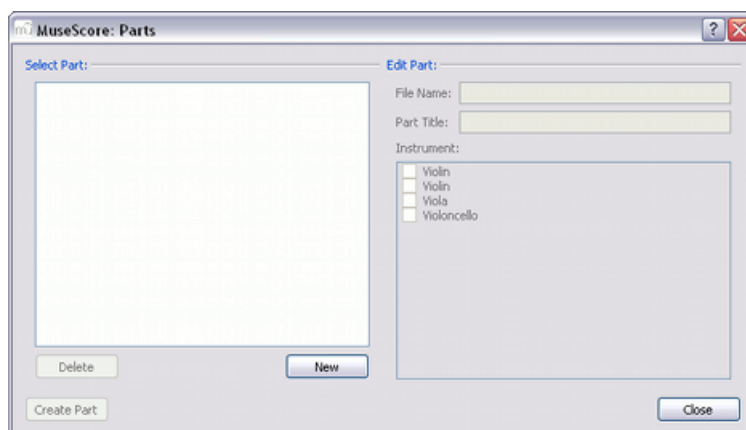 MuseScore: Parts
Select Part:
Edit Part:
File Name:
Part Title:
Instrument:
Violin
Violin
Viola
Violoncello
Delete
New
Create Part
Close